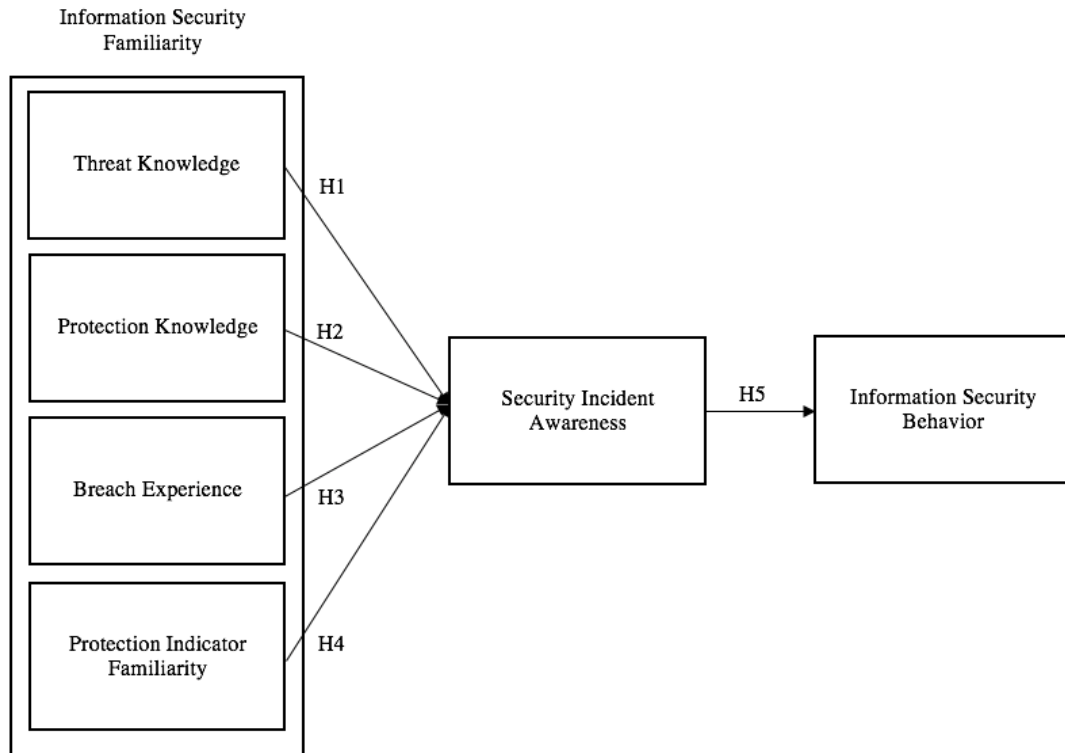 Information Security
Familiarity
Threat Knowledge
H1
Protection Knowledge
H2
Security Incident
Awareness
H5
Information Security
Behavior
Breach Experience
H3
Protection Indicator
Familiarity
H4